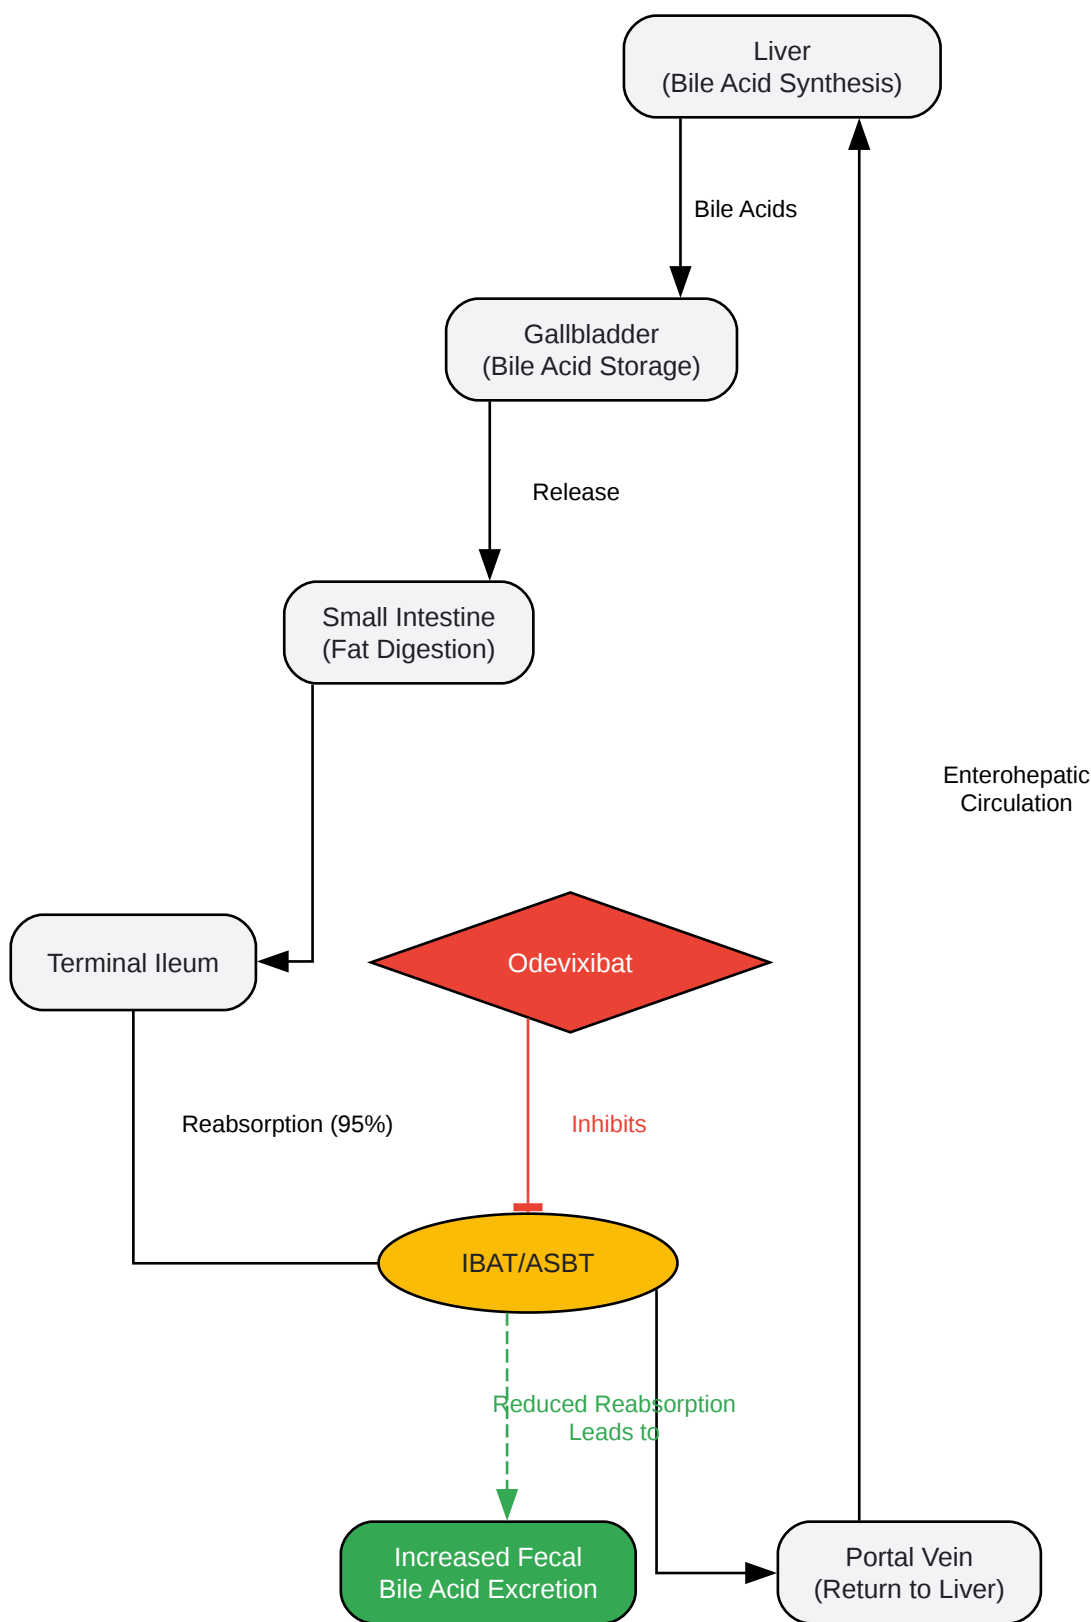 Liver
(Bile Acid Synthesis)
Bile Acids
Gallbladder
(Bile Acid Storage)
Release
Small Intestine
(Fat Digestion)
Enterohepatic
Circulation
Terminal Ileum
Odevixibat
Reabsorption (95%)
Inhibits
IBAT/ASBT
Reduced Reabsorption
Leads to
Increased Fecal
Bile Acid Excretion
Portal Vein
(Return to Liver)